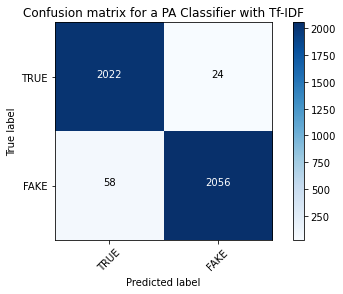 Confusion matrix for a PA Classifier with Tf-IDF
True label
TRUE
FAKE
2022
24
58
2056
TRUE
FAKE
Predicted label
2000
1750
1500
1250
1000
750
500
250